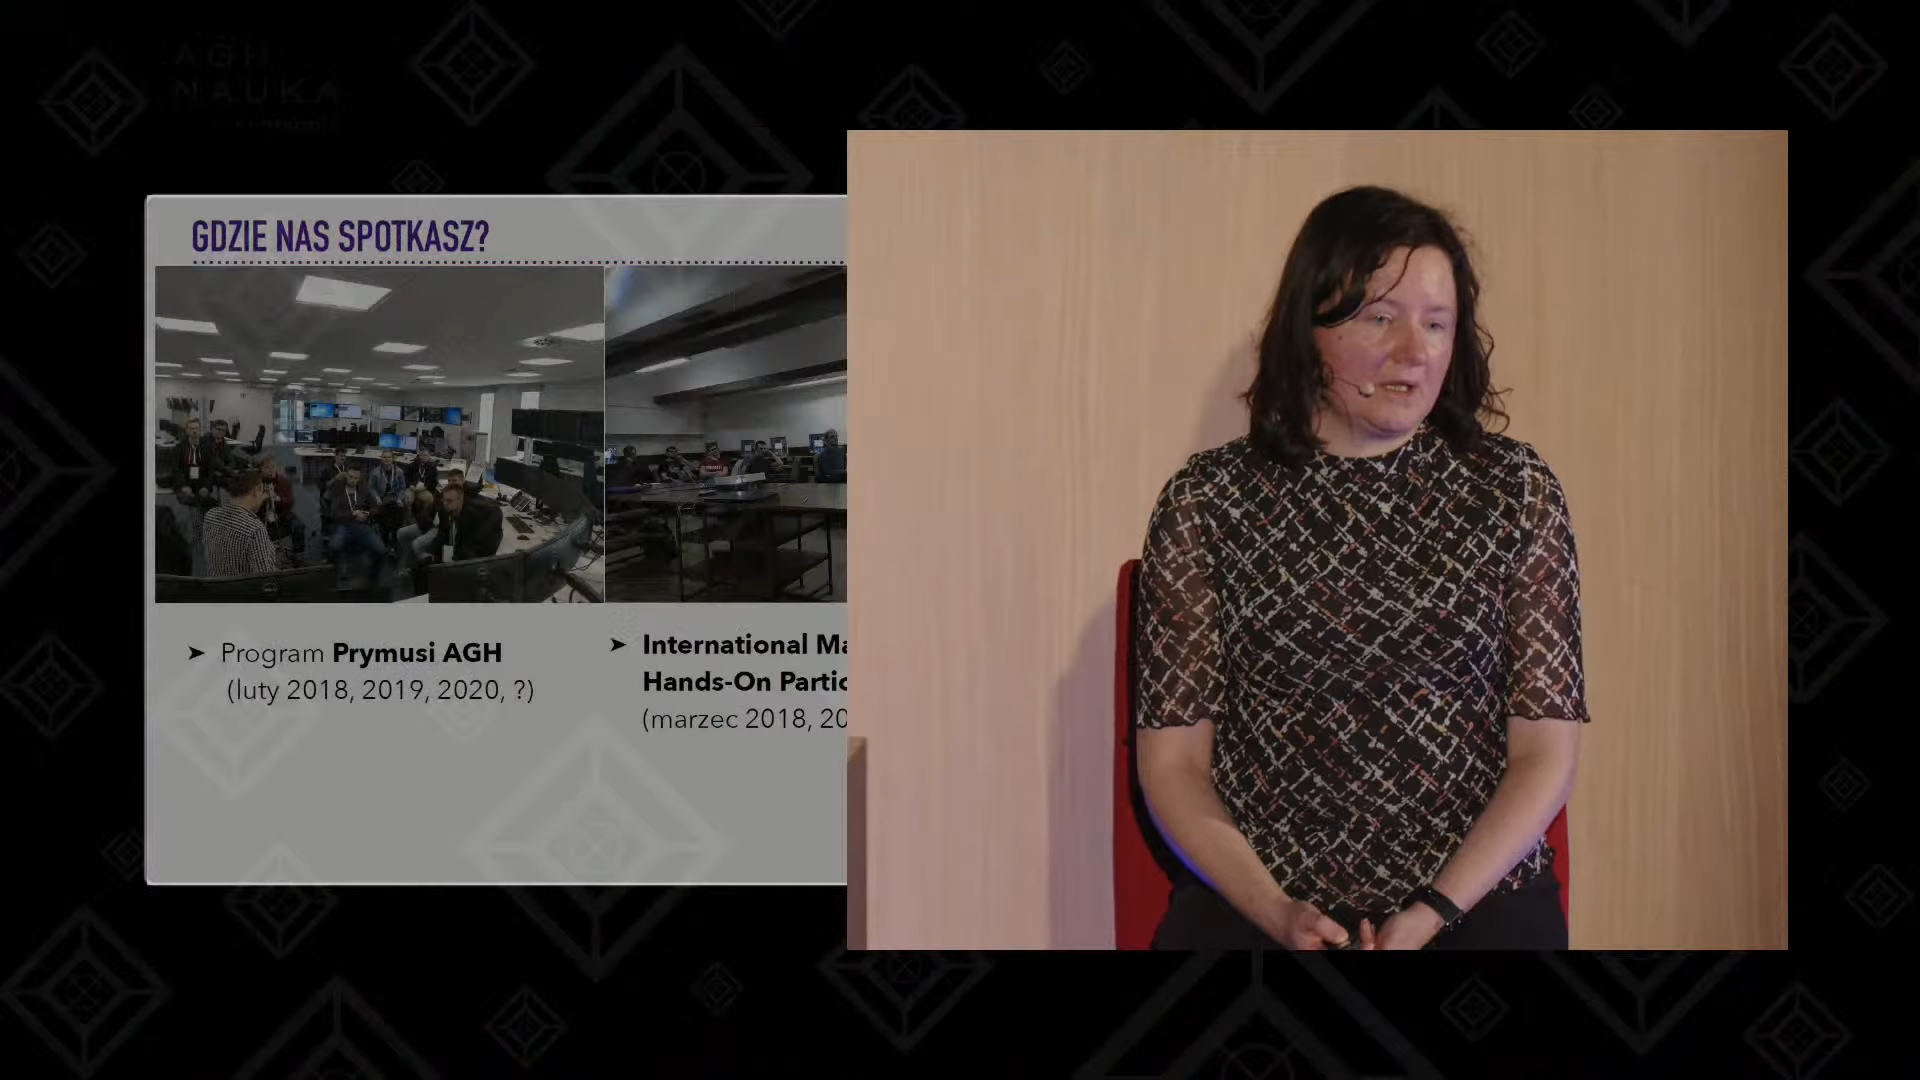 AGH
NAUKA
GDZIE NAS SPOTKASZ?
➤ Program Prymusi AGH
(luty 2018, 2019, 2020, ?)
➤ International Ma
Hands-On Partic
(marzec 2018, 20